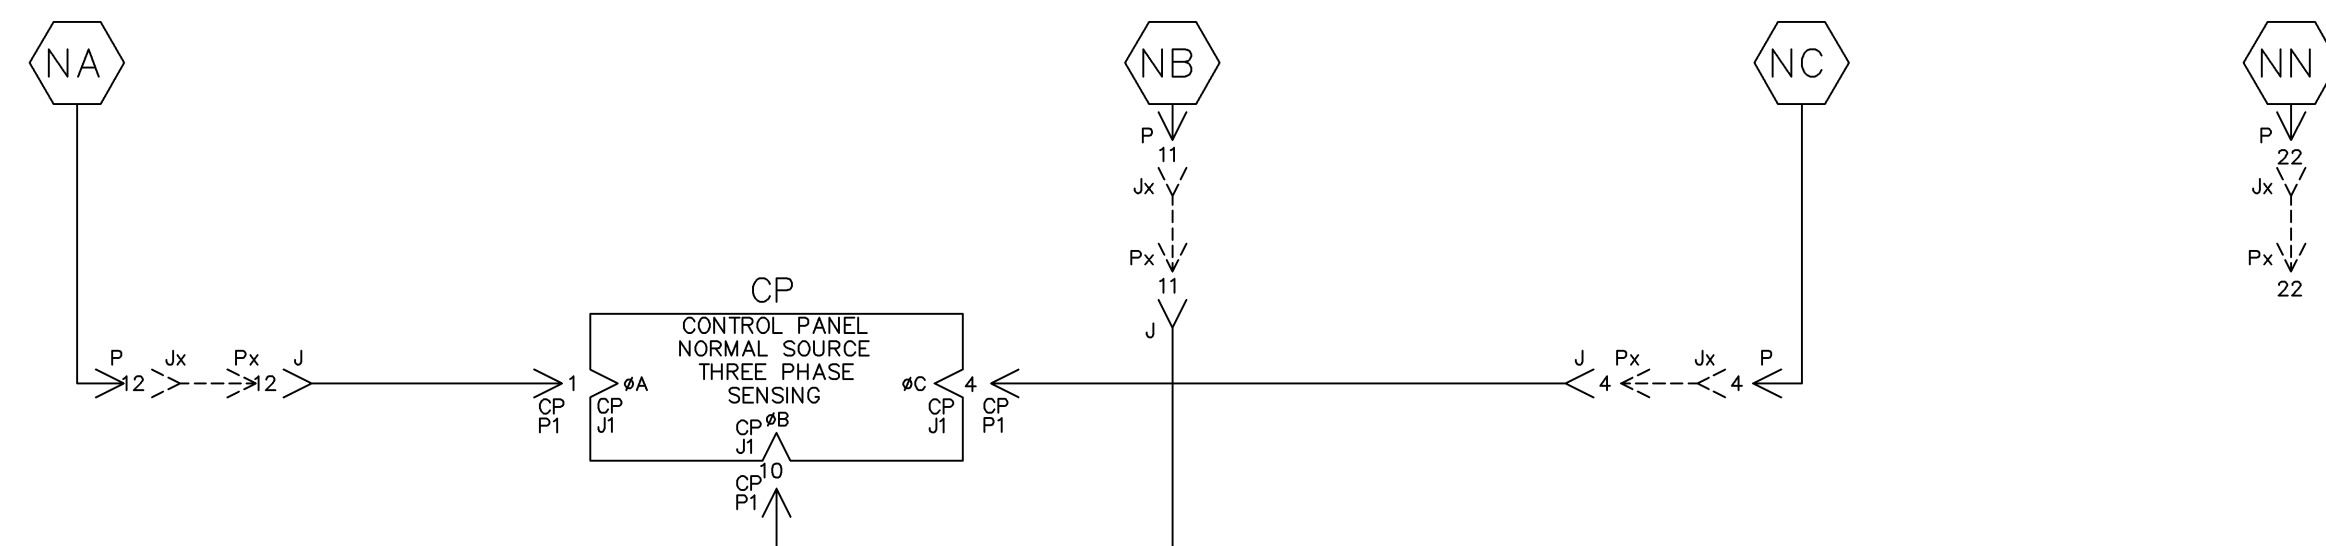 NA
NB
NC
NN
P
11
Jx
Px
11
J
P
22
Jx
Px
22
CP
CONTROL PANEL
NORMAL SOURCE
THREE PHASE
SENSING
P
12
Jx
Px
12
J
1
øA
CP
P1
CP
J1
øC
4
CP
J1
CP
P1
J
4
Px
Jx
4
P
CP
J1
øB
10
CP
P1